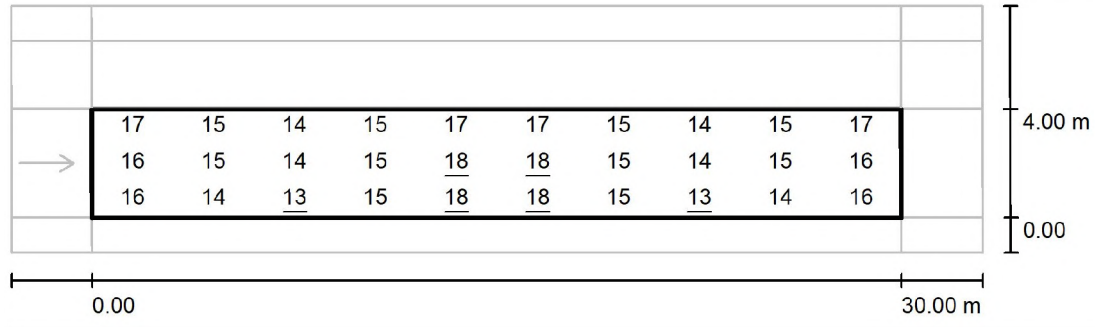 17 15 14 15 17 17 15 14 15 17
4.00 m
16 15 14 15 18 18 15 14 15 16
16 14 13 15 18 18 15 13 14 16
0.00
0.00 30.00 m